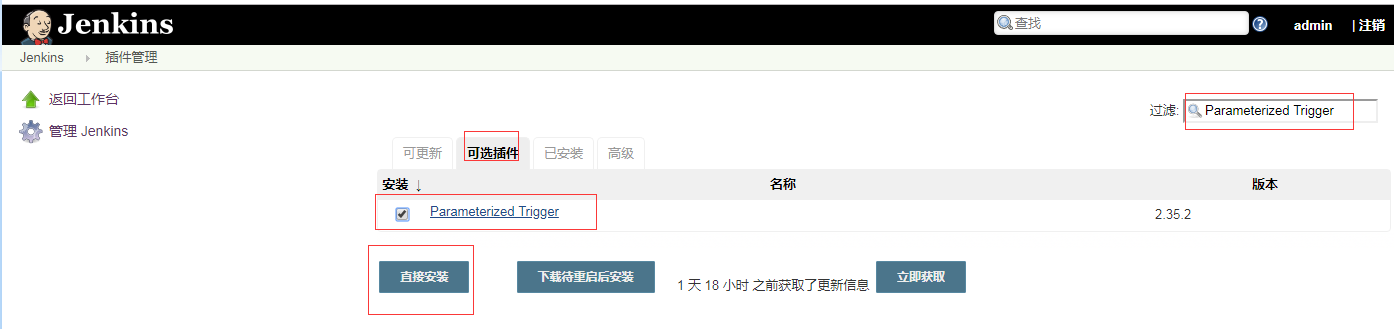 Jenkins 查找 admin | 注销
Jenkins 插件管理
返回工作台
过滤: Parameterized Trigger
管理 Jenkins
可更新 可选插件 已安装 高级
安装 ↓ 名称 版本
Parameterized Trigger 2.35.2
直接安装 下载待重启后安装 1 天 18 小时 之前获取了更新信息 立即获取